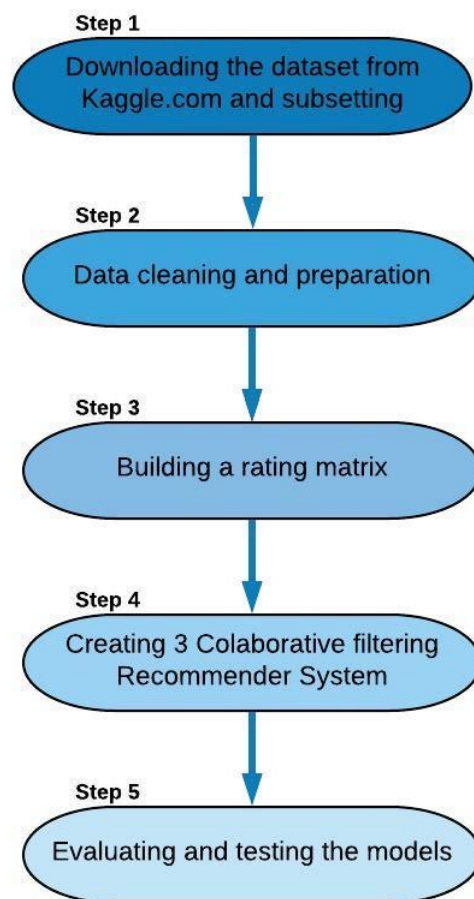 Step 1
Downloading the dataset from
Kaggle.com and subsetting
Step 2
Data cleaning and preparation
Step 3
Building a rating matrix
Step 4
Creating 3 Colaborative filtering
Recommender System
Step 5
Evaluating and testing the models